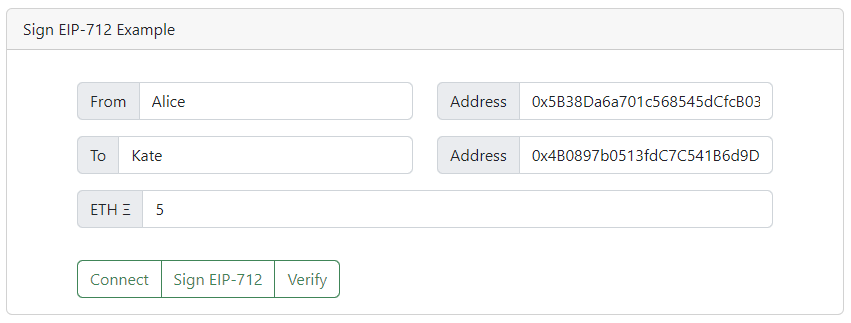 Sign EIP-712 Example
From Alice Address 0x5B38Da6a701c568545dCfcB03
To Kate Address 0x4B0897b0513fdC7C541B6d9D
ETH Ξ 5
Connect Sign EIP-712 Verify